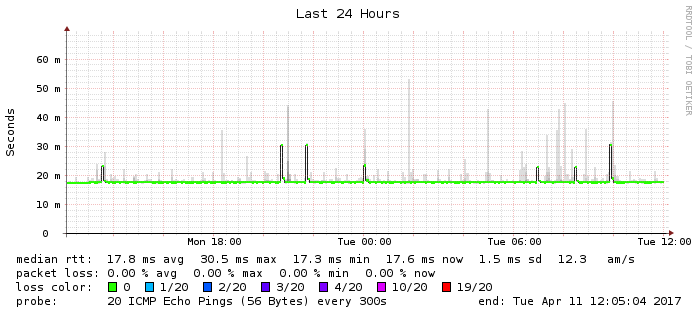 Last 24 Hours
RRDTOOL / TOBI OETIKER
Seconds
60 m
50 m
40 m
30 m
20 m
10 m
0
Mon 18:00 Tue 00:00 Tue 06:00 Tue 12:00
median rtt: 17.8 ms avg 30.5 ms max 17.3 ms min 17.6 ms now 1.5 ms sd 12.3 am/s
packet loss: 0.00 % avg 0.00 % max 0.00 % min 0.00 % now
loss color: 0 1/20 2/20 3/20 4/20 10/20 19/20
probe: 20 ICMP Echo Pings (56 Bytes) every 300s end: Tue Apr 11 12:05:04 2017